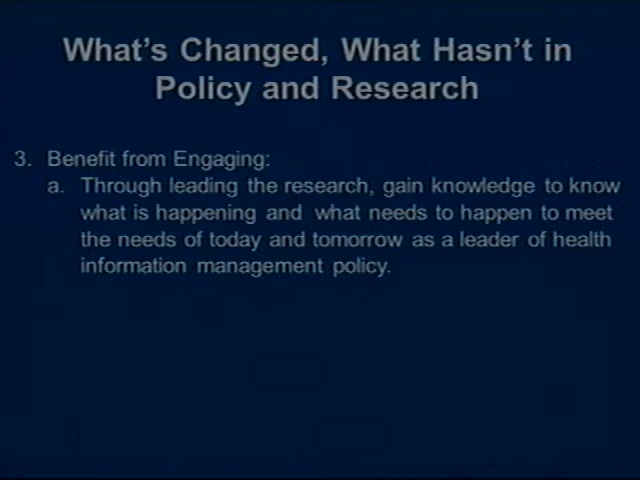 What's Changed, What Hasn't in
Policy and Research
3. Benefit from Engaging:
a. Through leading the research, gain knowledge to know
what is happening and what needs to happen to meet
the needs of today and tomorrow as a leader of health
information management policy.